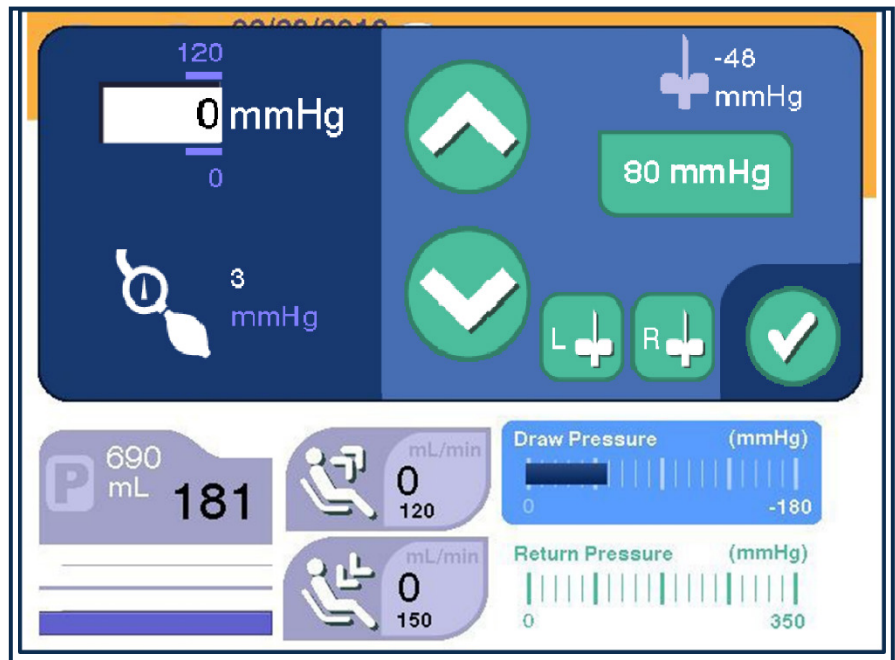 120
0 mmHg
0
3
mmHg
-48
mmHg
80 mmHg
L
R
P
690
mL
181
mL/min
0
120
mL/min
0
150
Draw Pressure (mmHg)
0 -180
Return Pressure (mmHg)
0 350